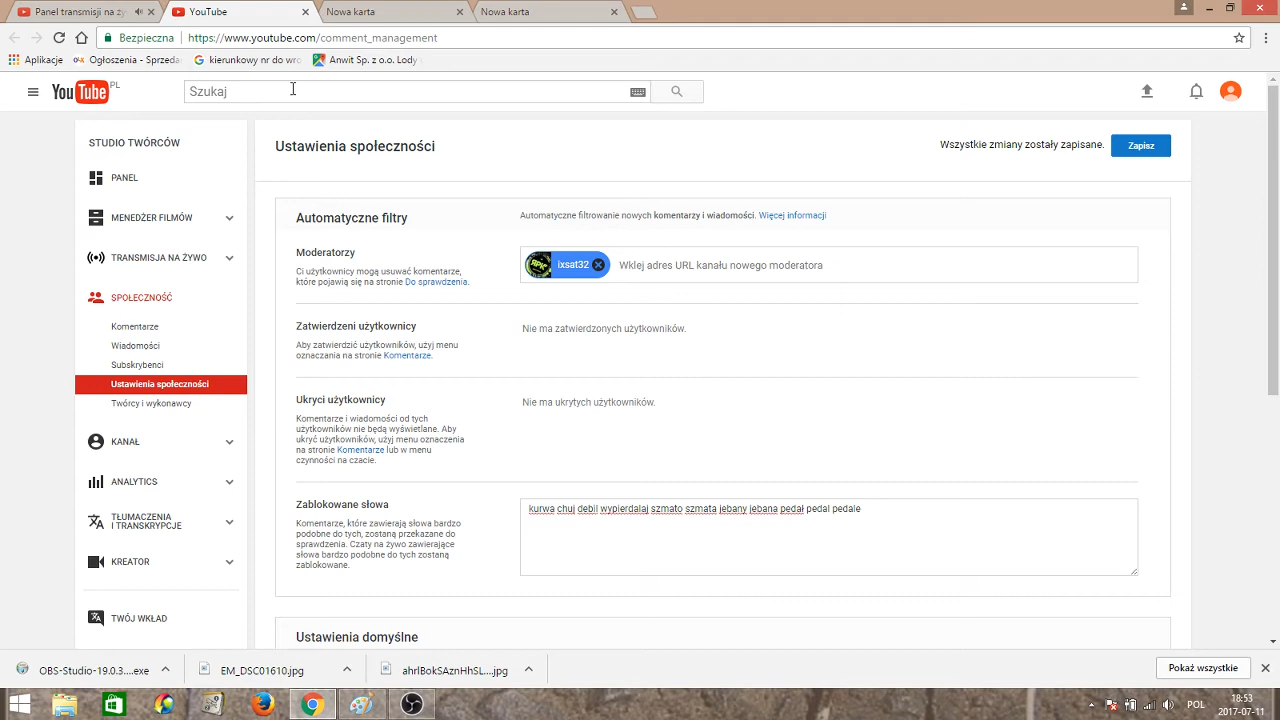 Panel transmisji na ży
YouTube
Nowa karta
Nowa karta
Bezpieczna
https://www.youtube.com/comment_management
Aplikacje
Ogłoszenia - Sprzeda
kierunkowy nr do wro
Anwit Sp. z o.o. Lody
YouTube PL
Szukaj
STUDIO TWÓRCÓW
PANEL
MENEDŻER FILMÓW
TRANSMISJA NA ŻYWO
SPOŁECZNOŚĆ
Komentarze
Wiadomości
Subskrybenci
Ustawienia społeczności
Twórcy i wykonawcy
KANAŁ
ANALYTICS
TŁUMACZENIA
I TRANSKRYPCJE
KREATOR
TWÓJ WKŁAD
Ustawienia społeczności
Wszystkie zmiany zostały zapisane.
Zapisz
Automatyczne filtry
Automatyczne filtrowanie nowych komentarzy i wiadomości. Więcej informacji
Moderatorzy
Ci użytkownicy mogą usuwać komentarze,
które pojawią się na stronie Do sprawdzenia.
ixsat32
Wklej adres URL kanału nowego moderatora
Zatwierdzeni użytkownicy
Aby zatwierdzić użytkowników, użyj menu
oznaczania na stronie Komentarze.
Nie ma zatwierdzonych użytkowników.
Ukryci użytkownicy
Komentarze i wiadomości od tych
użytkowników nie będą wyświetlane. Aby
ukryć użytkowników, użyj menu oznaczenia
na stronie Komentarze lub w menu
czynności na czacie.
Nie ma ukrytych użytkowników.
Zablokowane słowa
Komentarze, które zawierają słowa bardzo
podobne do tych, zostaną przekazane do
sprawdzenia. Czaty na żywo zawierające
słowa bardzo podobne do tych zostaną
zablokowane.
kurwa chuj debil wypierdalaj szmato szmata jebany jebana pedał pedal pedale
Ustawienia domyślne
OBS-Studio-19.0.3....exe
EM_DSC01610.jpg
ahrlBokSAznHhSL....jpg
Pokaż wszystkie
POL
18:53
2017-07-11